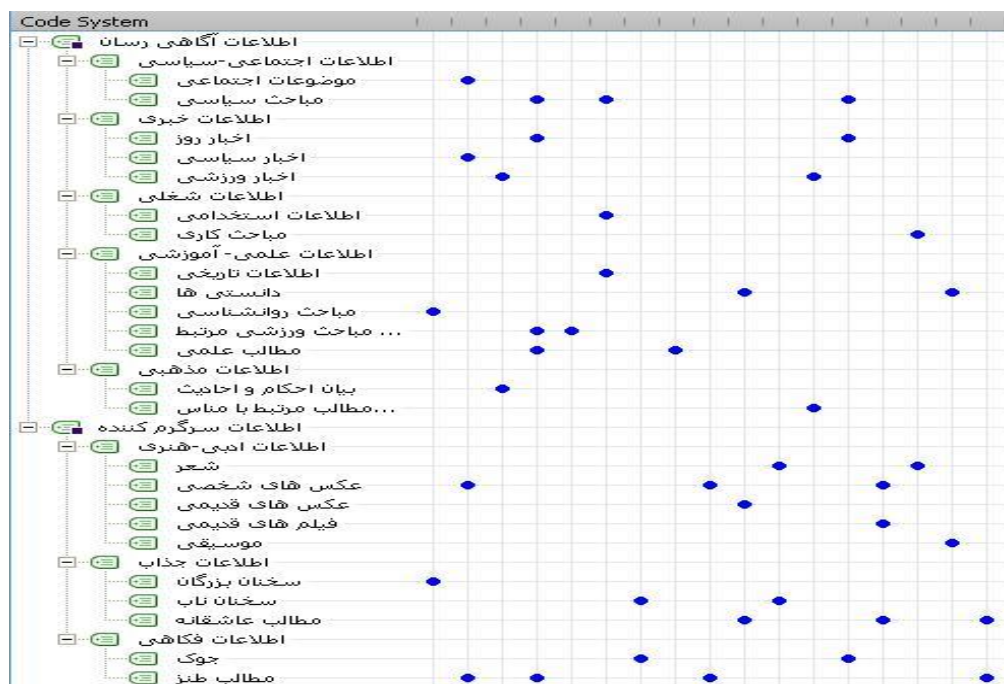 Code System
اطلاعات آگاهی رسان
اطلاعات اجتماعی-سیاسی
موضوعات اجتماعی
مباحث سیاسی
اطلاعات خبری
اخبار روز
اخبار سیاسی
اخبار ورزشی
اطلاعات شغلی
اطلاعات استخدامی
مباحث کاری
اطلاعات علمی- آموزشی
اطلاعات تاریخی
دانستی ها
مباحث روانشناسی
مباحث ورزشی مرتبط ...
مطالب علمی
اطلاعات مذهبی
بیان احکام و احادیث
مطالب مرتبط با مناس...
اطلاعات سرگرم کننده
اطلاعات ادبی-هنری
شعر
عکس های شخصی
عکس های قدیمی
فیلم های قدیمی
موسیقی
اطلاعات جذاب
سخنان بزرگان
سخنان ناب
مطالب عاشقانه
اطلاعات فکاهی
جوک
مطالب طنز